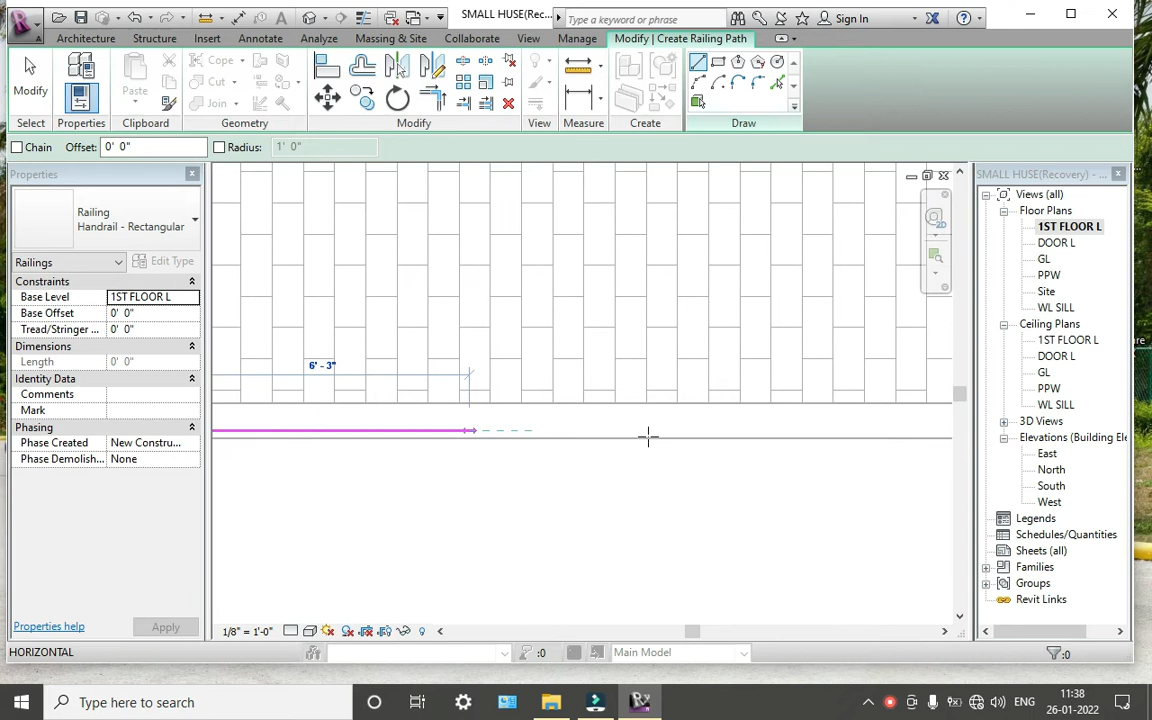 SMALL HUSE(Rec...
Type a keyword or phrase
Sign In
Architecture
Structure
Insert
Annotate
Analyze
Massing & Site
Collaborate
View
Manage
Modify | Create Railing Path
Modify
Paste
Cope
Cut
Join
Select
Properties
Clipboard
Geometry
Modify
View
Measure
Create
Draw
Chain
Offset: 0' 0"
Radius: 1' 0"
Properties
Railing
Handrail - Rectangular
Railings
Edit Type
Constraints
Base Level 1ST FLOOR L
Base Offset 0' 0"
Tread/Stringer ... 0' 0"
Dimensions
Length 0' 0"
Identity Data
Comments
Mark
Phasing
Phase Created New Constru...
Phase Demolish... None
Properties help
Apply
6' - 3"
2D
1/8" = 1'-0"
SMALL HUSE(Recovery) - ...
Views (all)
Floor Plans
1ST FLOOR L
DOOR L
GL
PPW
Site
WL SILL
Ceiling Plans
1ST FLOOR L
DOOR L
GL
PPW
WL SILL
3D Views
Elevations (Building Ele
East
North
South
West
Legends
Schedules/Quantities
Sheets (all)
Families
Groups
Revit Links
HORIZONTAL
:0
Main Model
:0
Type here to search
ENG
11:38
26-01-2022